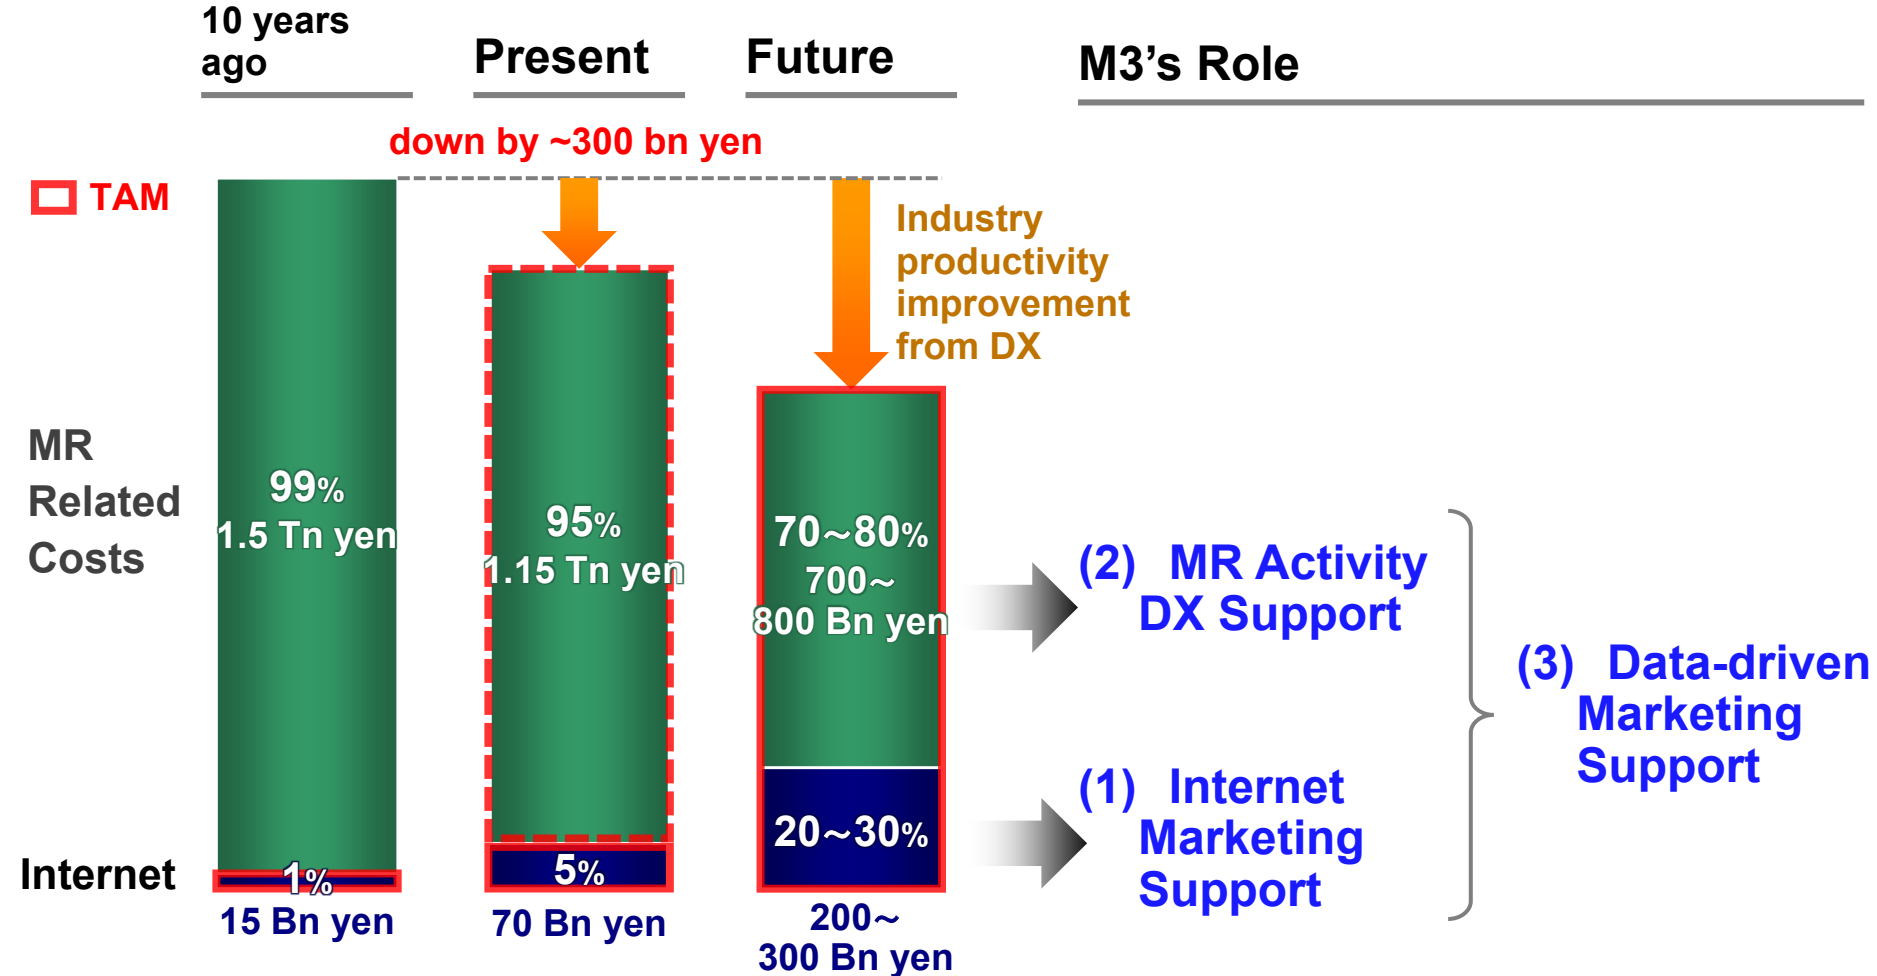 10 years
ago
Present
Future
M3’s Role
down by ~300 bn yen
TAM
Industry
productivity
improvement
from DX
MR
Related
Costs
99%
1.5 Tn yen
95%
1.15 Tn yen
70~80%
700~
800 Bn yen
(2) MR Activity
DX Support
(3) Data-driven
Marketing
Support
(1) Internet
Marketing
Support
20~30%
Internet
1%
5%
15 Bn yen
70 Bn yen
200~
300 Bn yen